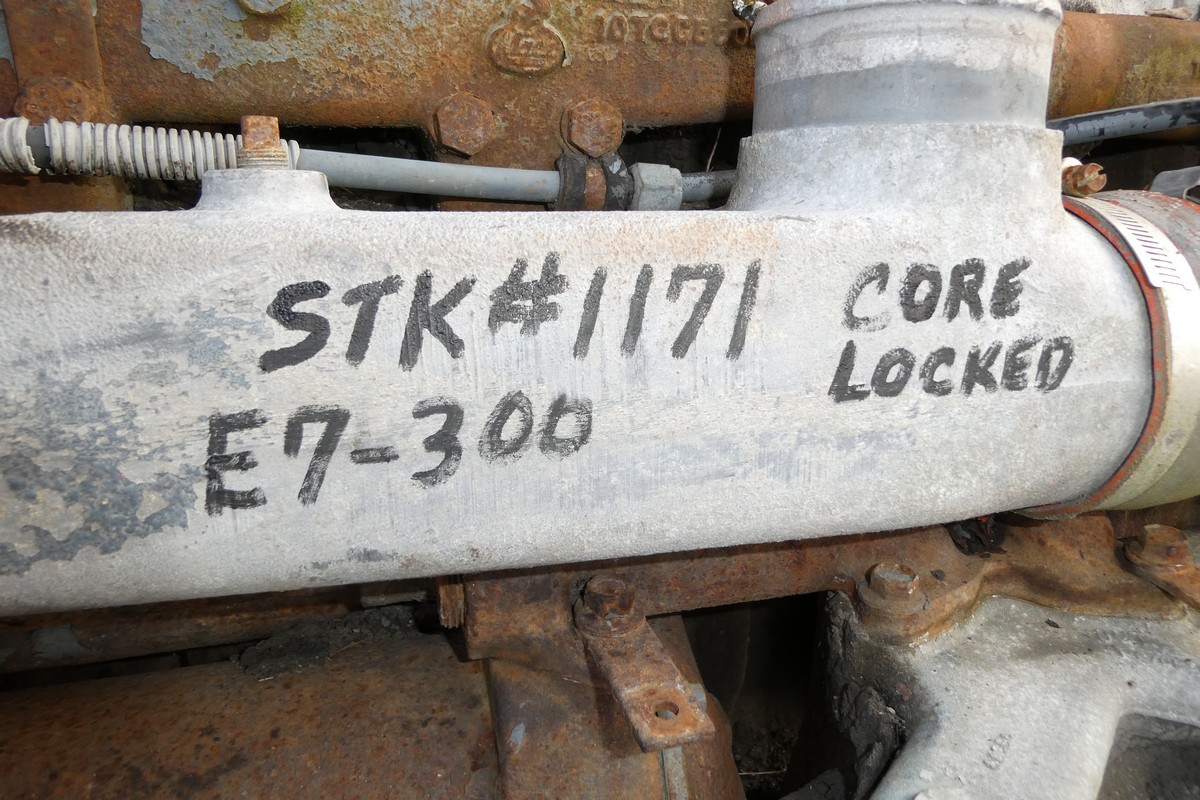 STK#1171
E7-300
CORE
LOCKED